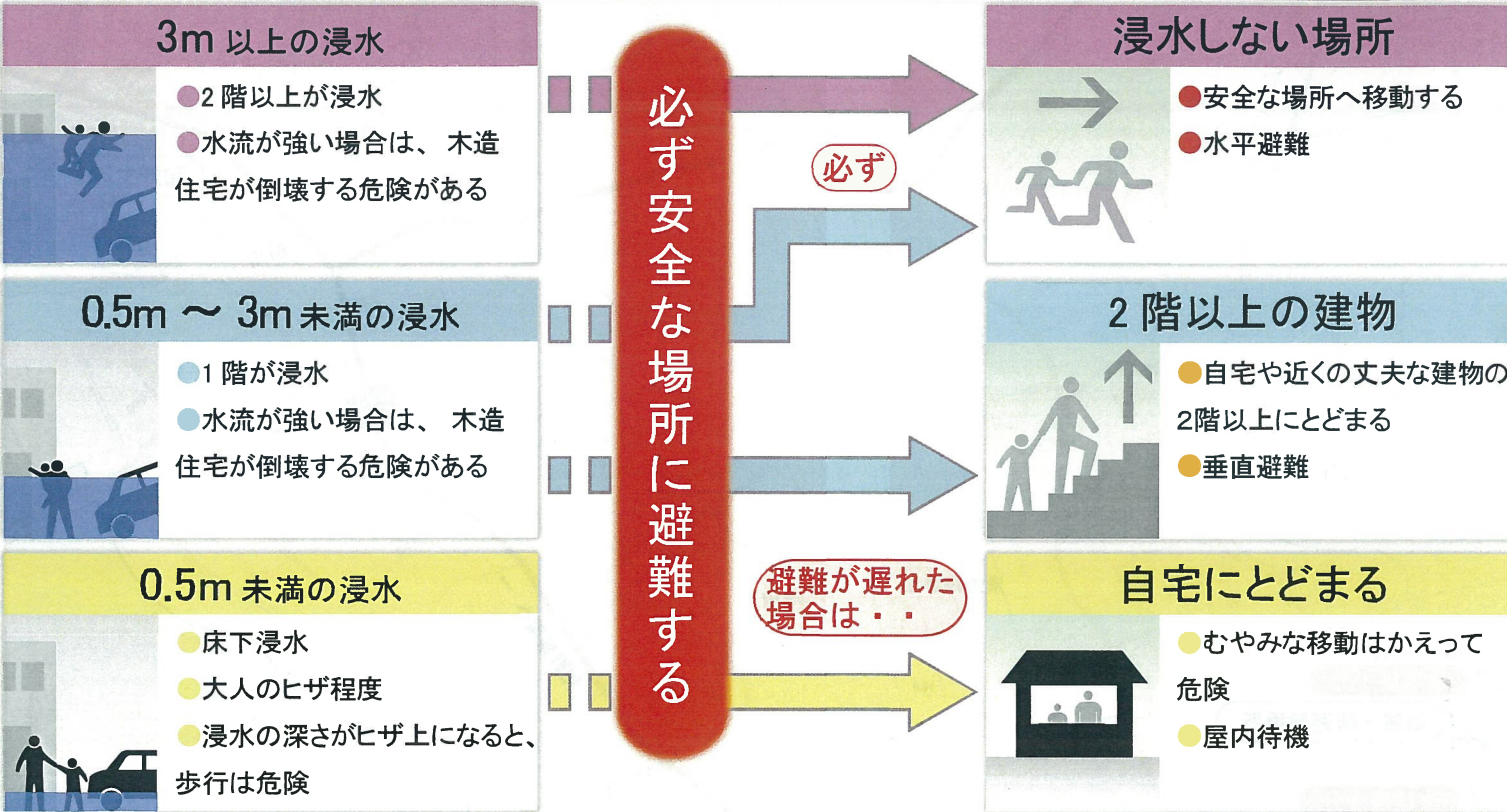 3m 以上の浸水
●2 階以上が浸水
●水流が強い場合は、 木造
住宅が倒壊する危険がある
0.5m ～ 3m 未満の浸水
●1 階が浸水
●水流が強い場合は、 木造
住宅が倒壊する危険がある
0.5m 未満の浸水
●床下浸水
●大人のヒザ程度
●浸水の深さがヒザ上になると、
歩行は危険
必ず安全な場所に避難する
必ず
避難が遅れた
場合は・・
浸水しない場所
●安全な場所へ移動する
●水平避難
2 階以上の建物
●自宅や近くの丈夫な建物の
2階以上にとどまる
●垂直避難
自宅にとどまる
●むやみな移動はかえって
危険
●屋内待機